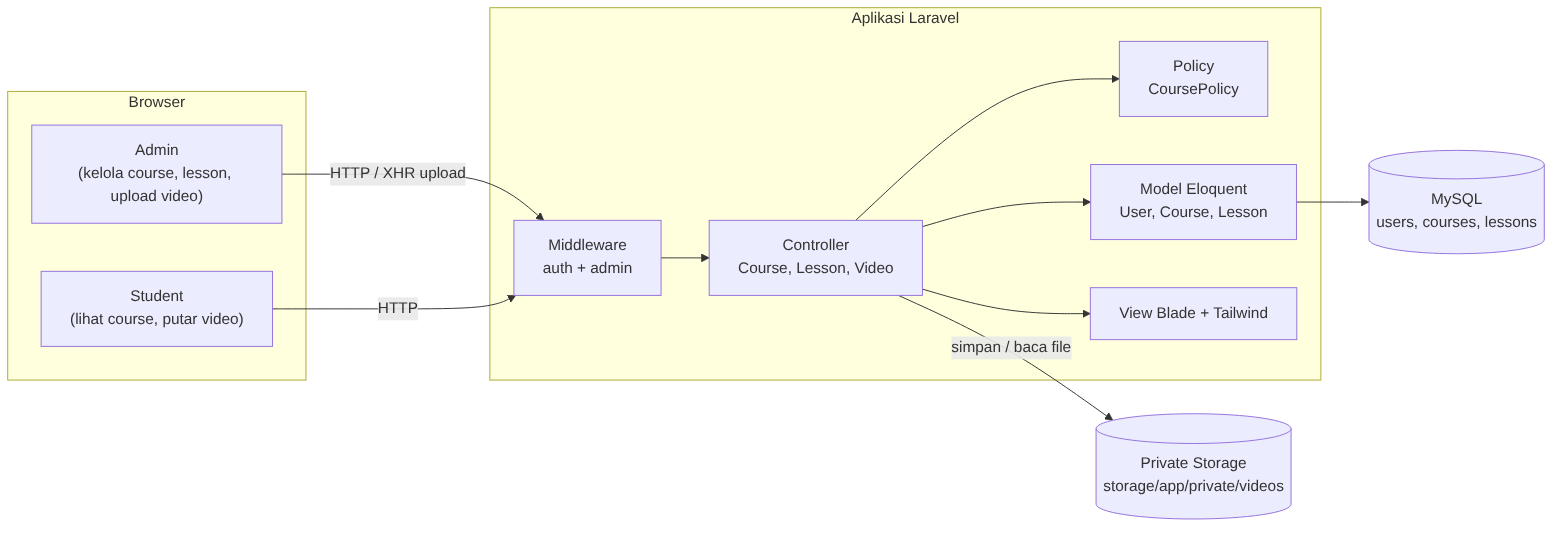 Browser
Admin
(kelola course, lesson,
upload video)
Student
(lihat course, putar video)
HTTP / XHR upload
HTTP
Aplikasi Laravel
Middleware
auth + admin
Controller
Course, Lesson, Video
Policy
CoursePolicy
Model Eloquent
User, Course, Lesson
View Blade + Tailwind
simpan / baca file
MySQL
users, courses, lessons
Private Storage
storage/app/private/videos